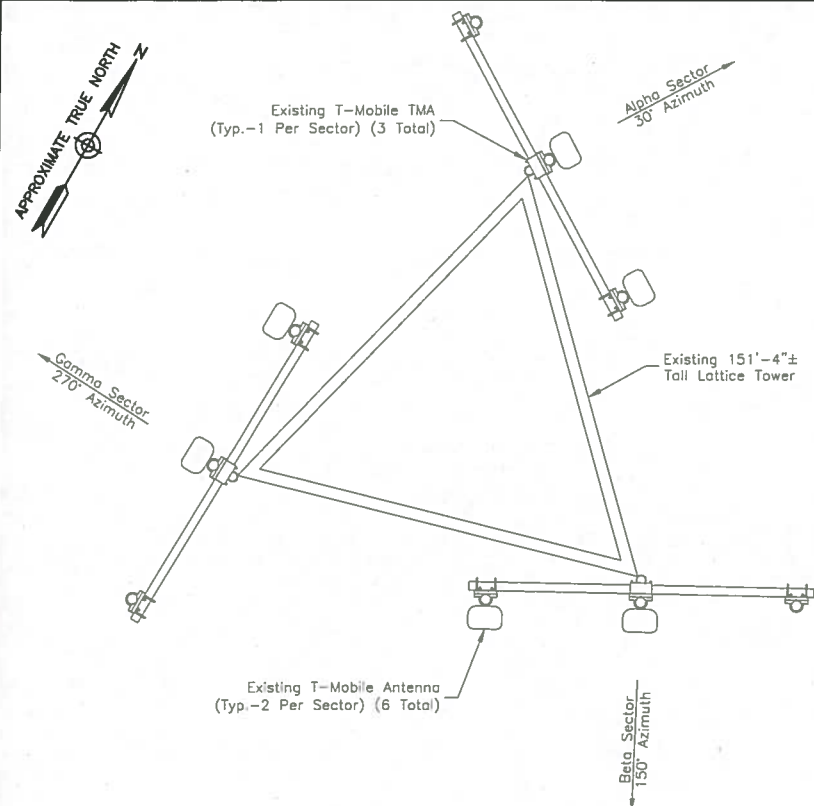 APPROXIMATE TRUE NORTH
N
Existing T-Mobile TMA
(Typ.-1 Per Sector) (3 Total)
Alpha Sector
30° Azimuth
Existing 151'-4"±
Tall Lattice Tower
Gamma Sector
270° Azimuth
Existing T-Mobile Antenna
(Typ.-2 Per Sector) (6 Total)
Beta Sector
150° Azimuth